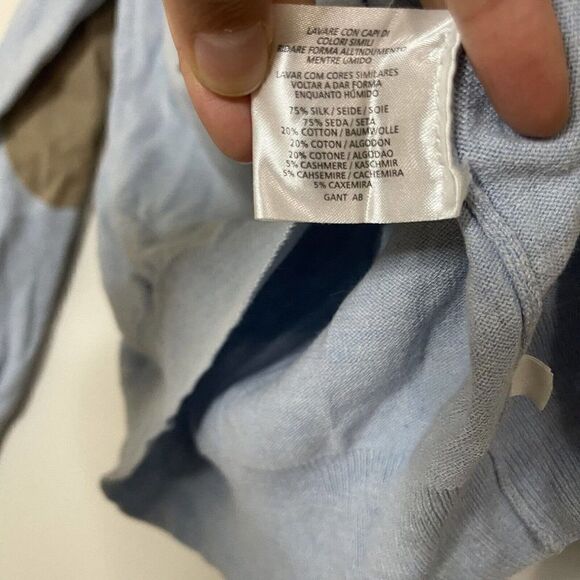 LAVARE CON CAPI DI
COLORI SIMILI
RIDARE FORMA ALL'INDUMENTO
MENTRE UMIDO
LAVAR COM CORES SIMILARES
VOLTAR A DAR FORMA
ENQUANTO HÚMIDO
75% SILK / SEIDE / SOIE
75% SEDA / SETA
20% COTTON / BAUMWOLLE
20% COTON / ALGODON
20% COTONE / ALGODAO
5% CASHMERE / KASCHMIR
5% CAHSEMIRE / CACHEMIRA
5% CAXEMIRA
GANT AB